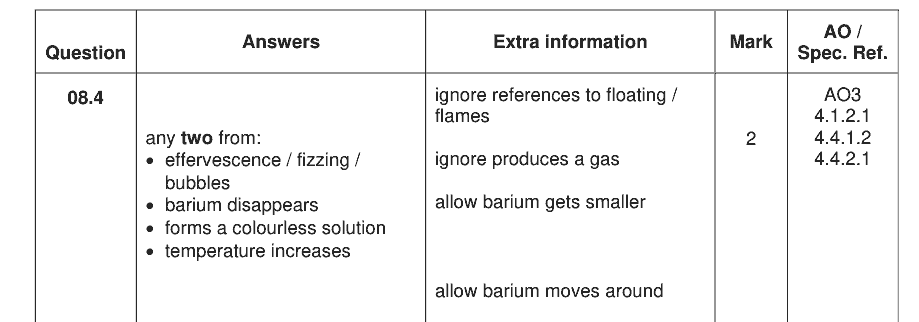 Question
Answers
Extra information
Mark
AO /
Spec. Ref.
08.4
any two from:
• effervescence / fizzing /
bubbles
• barium disappears
• forms a colourless solution
• temperature increases
ignore references to floating /
flames
ignore produces a gas
allow barium gets smaller
allow barium moves around
2
AO3
4.1.2.1
4.4.1.2
4.4.2.1